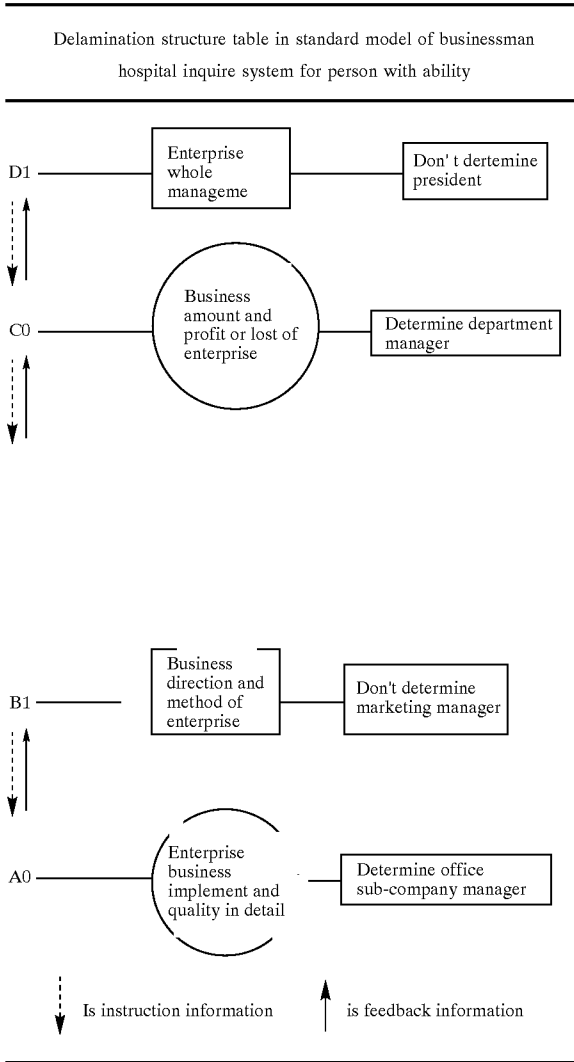 Delamination structure table in standard model of businessman
hospital inquire system for person with ability
D1
Enterprise
whole
manageme
Don' t dertemine
president
C0
Business
amount and
profit or lost of
enterprise
Determine department
manager
B1
Business
direction and
method of
enterprise
Don't determine
marketing manager
A0
Enterprise
business
implement and
quality in detail
Determine office
sub-company manager
Is instruction information
is feedback information